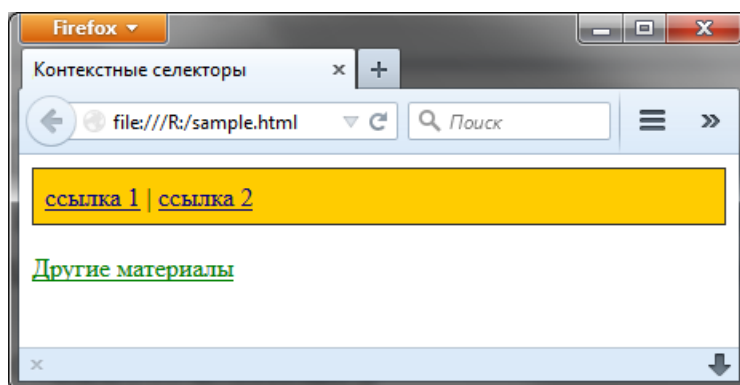 Firefox
Контекстные селекторы
file:///R:/sample.html
Поиск
ссылка 1 | ссылка 2
Другие материалы